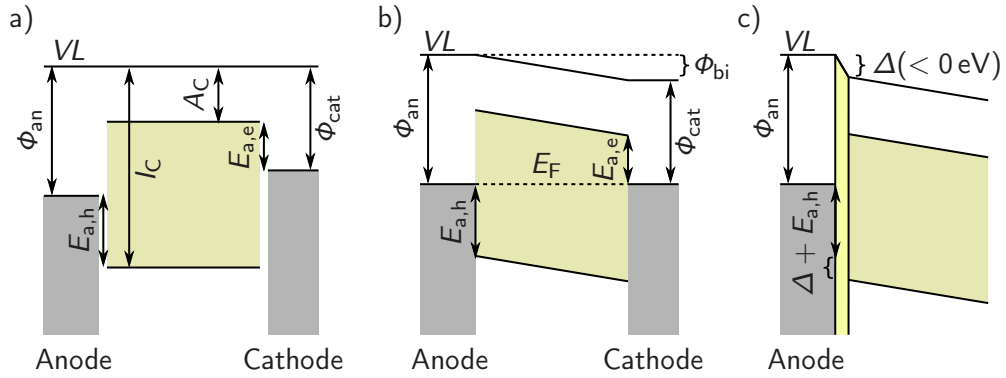 a)
VL
Φan
AC
Φcat
Ea,e
IC
Ea,h
Anode
Cathode
b)
VL
Φbi
Φan
Φcat
Ea,e
EF
Ea,h
Anode
Cathode
c)
VL
Δ(< 0 eV)
Φan
Δ + Ea,h
Anode